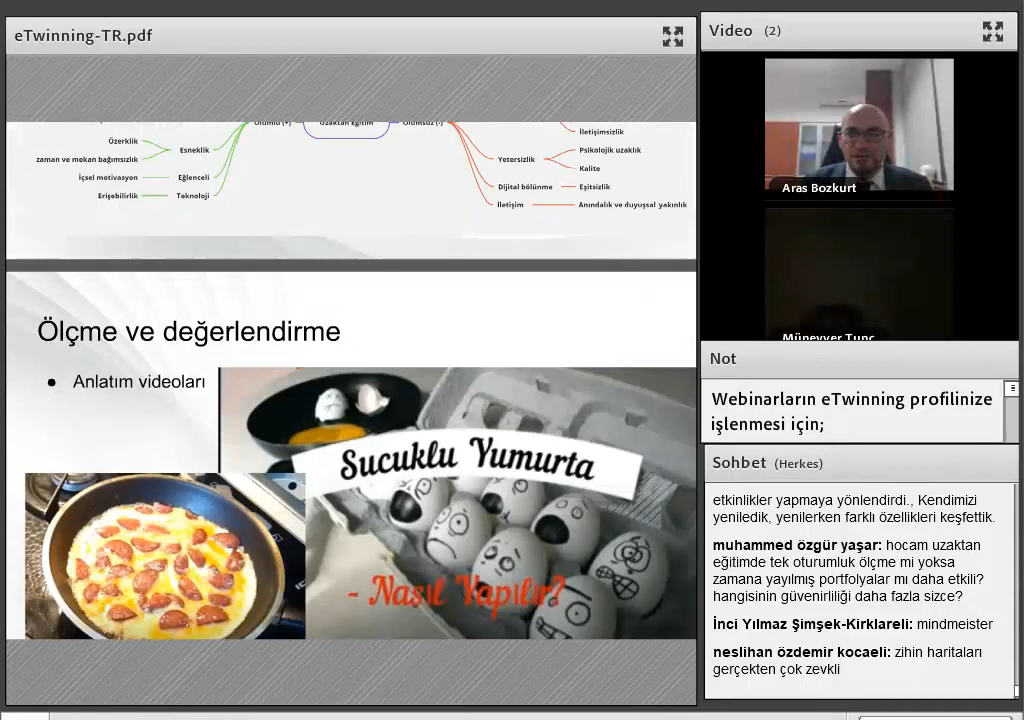 eTwinning-TR.pdf
Olumlu (+)
Uzaktan Eğitim
Olumsuz (-)
Özerklik
zaman ve mekan bağımsızlık
Esneklik
İçsel motivasyon
Eğlenceli
Erişebilirlik
Teknoloji
İletişimsizlik
Yetersizlik
Psikolojik uzaklık
Kalite
Dijital bölünme
Eşitsizlik
İletişim
Anındalık ve duyuşsal yakınlık
Ölçme ve değerlendirme
• Anlatım videoları
Sucuklu Yumurta
- Nasıl Yapılır?
Video (2)
Aras Bozkurt
Münevver Tunç
Not
Webinarların eTwinning profilinize
işlenmesi için;
Sohbet (Herkes)
etkinlikler yapmaya yönlendirdi., Kendimizi
yeniledik, yenilerken farklı özellikleri keşfettik.
muhammed özgür yaşar: hocam uzaktan
eğitimde tek oturumluk ölçme mi yoksa
zamana yayılmış portfolyalar mı daha etkili?
hangisinin güvenirliliği daha fazla sizce?
İnci Yılmaz Şimşek-Kirklareli: mindmeister
neslihan özdemir kocaeli: zihin haritaları
gerçekten çok zevkli